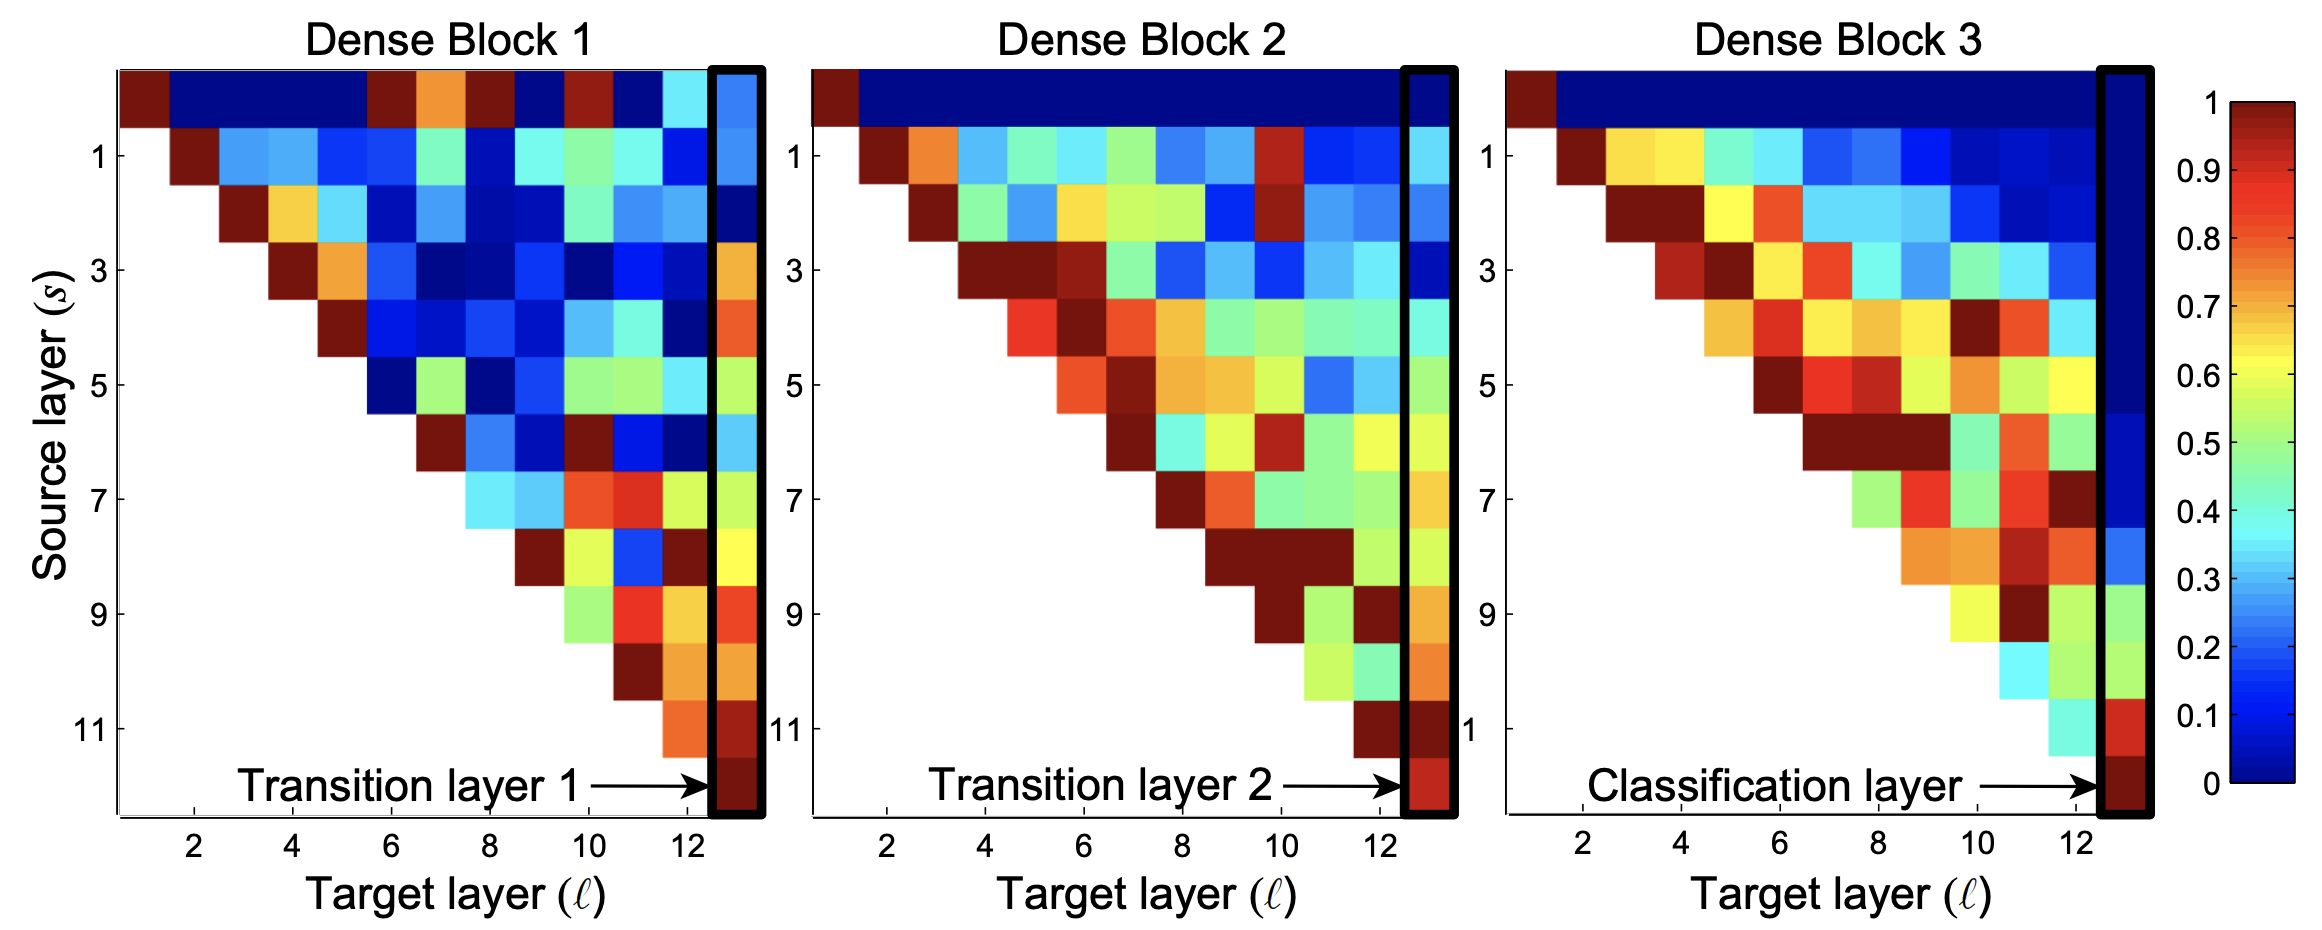 Dense Block 1
Dense Block 2
Dense Block 3
Source layer (s)
1
3
5
7
9
11
Transition layer 1
2 4 6 8 10 12
Target layer (ℓ)
1
3
5
7
9
11
Transition layer 2
2 4 6 8 10 12
Target layer (ℓ)
1
3
5
7
9
1
Classification layer
2 4 6 8 10 12
Target layer (ℓ)
1
0.9
0.8
0.7
0.6
0.5
0.4
0.3
0.2
0.1
0